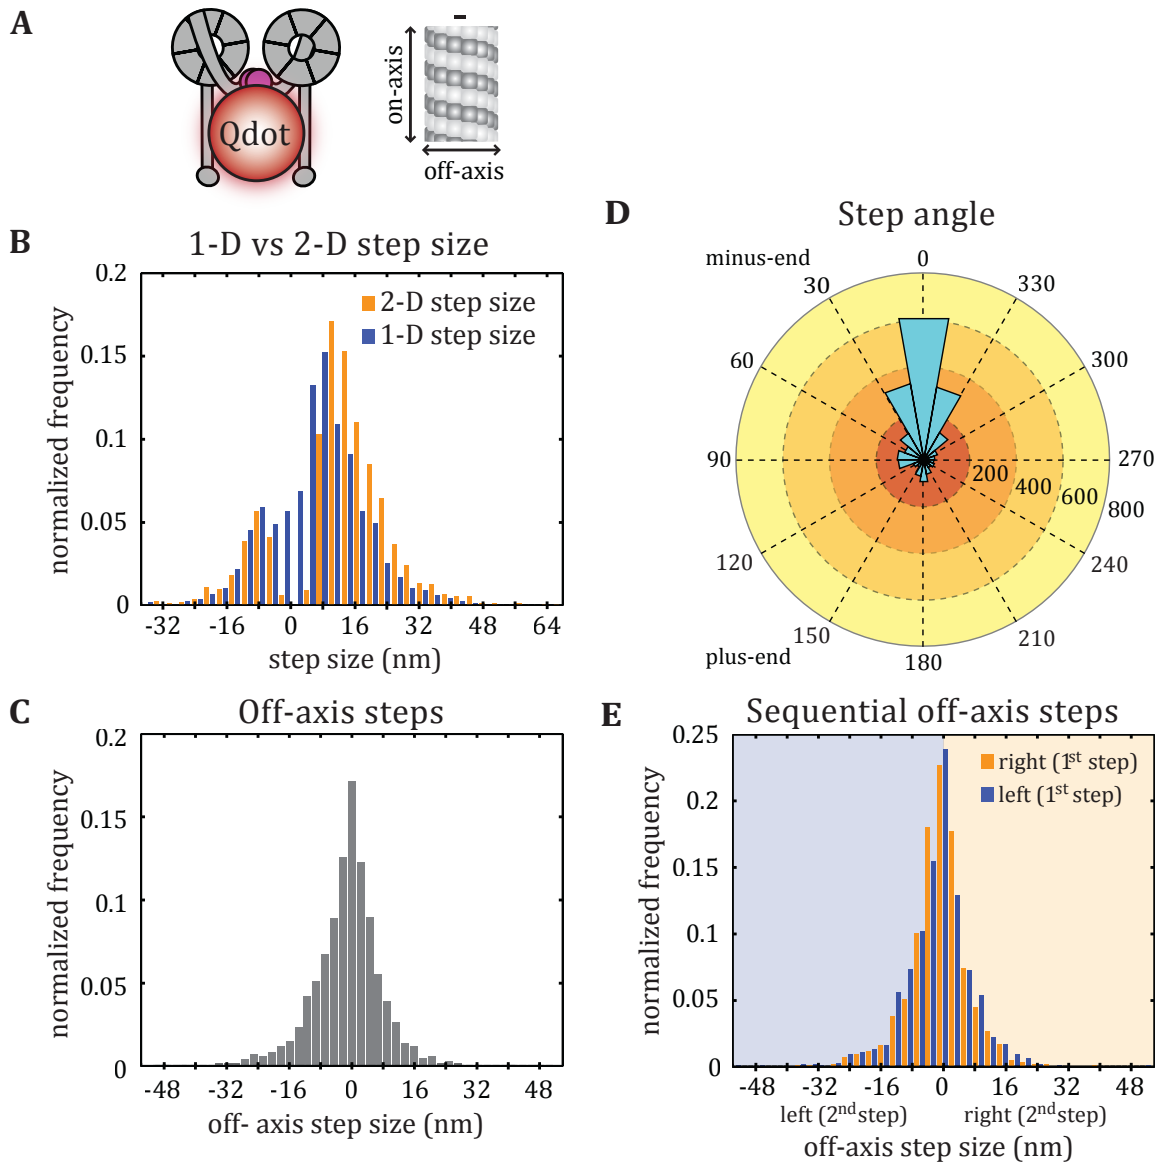 A
Qdot
-
on-axis
off-axis
B
1-D vs 2-D step size
2-D step size
1-D step size
normalized frequency
0.2
0.15
0.1
0.05
0
-32 -16 0 16 32 48 64
step size (nm)
C
Off-axis steps
normalized frequency
0.2
0.15
0.1
0.05
0
-48 -32 -16 0 16 32 48
off- axis step size (nm)
D
Step angle
minus-end
0
30
330
60
300
90
270
200 400 600 800
120
240
150
210
plus-end
180
E
Sequential off-axis steps
right (1st step)
left (1st step)
normalized frequency
0.25
0.2
0.15
0.1
0.05
0
-48 -32 -16 0 16 32 48
left (2nd step) right (2nd step)
off-axis step size (nm)